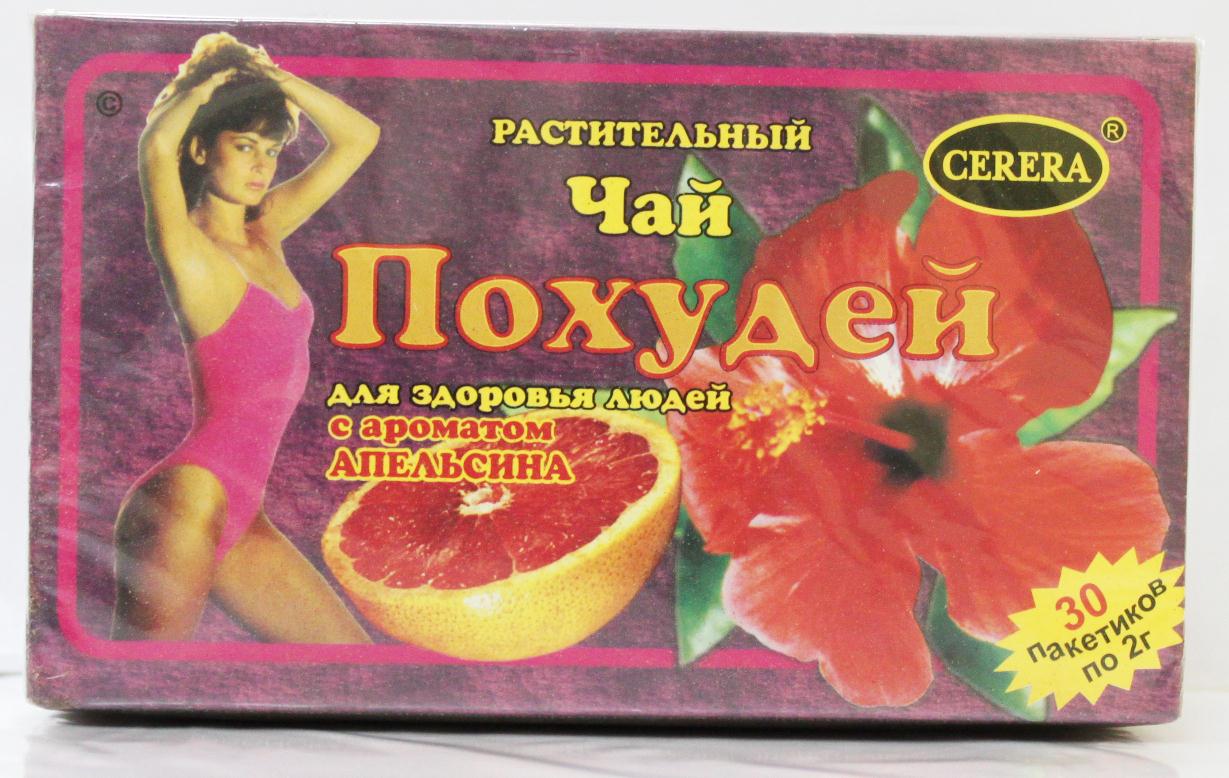 ©
РАСТИТЕЛЬНЫЙ
Чай
Похудей
для здоровья людей
с ароматом
АПЕЛЬСИНА
CERERA ®
30
пакетиков
по 2г